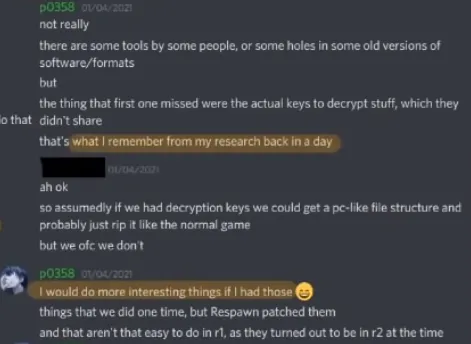 p0358 01/04/2021
not really
there are some tools by some people, or some holes in some old versions of
software/formats
but
the thing that first one missed were the actual keys to decrypt stuff, which they
do that didn't share
that's what I remember from my research back in a day
01/04/2021
ah ok
so assumedly if we had decryption keys we could get a pc-like file structure and
probably just rip it like the normal game
but we ofc we don't
p0358 01/04/2021
I would do more interesting things if I had those 😄
things that we did one time, but Respawn patched them
and that aren't that easy to do in r1, as they turned out to be in r2 at the time